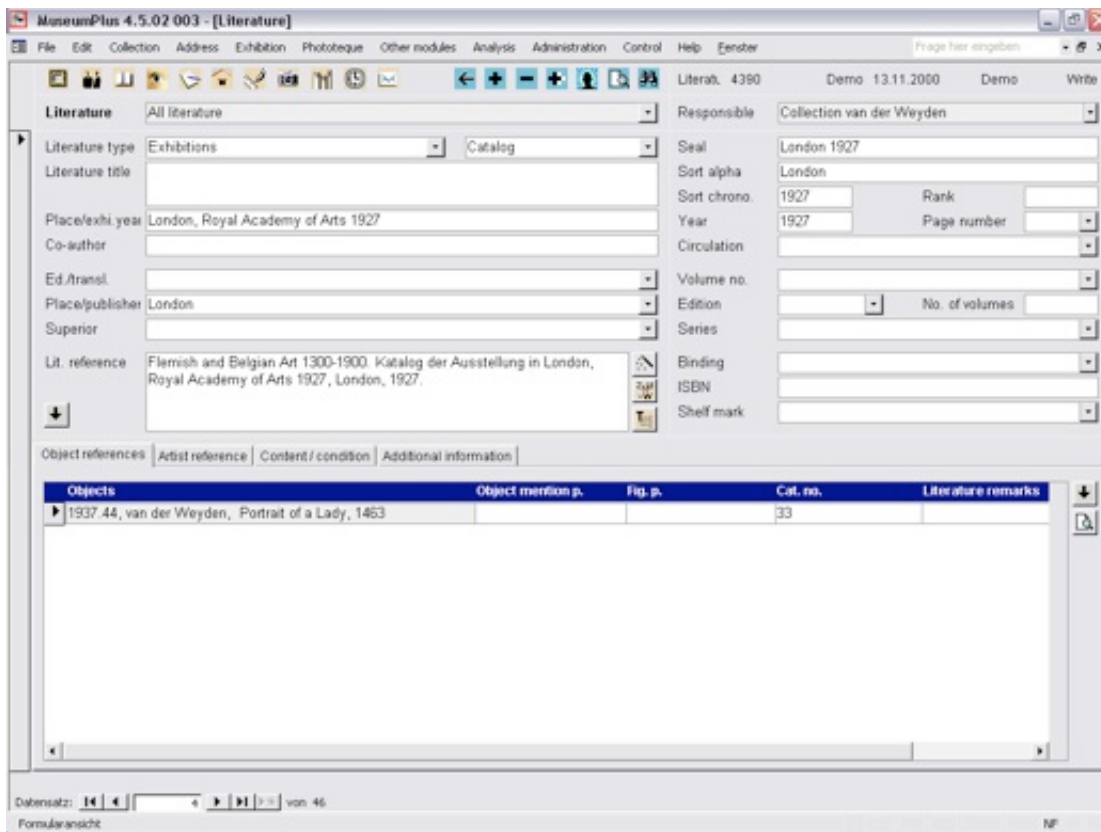 MuseumPlus 4.5.02 003 - [Literature]
File Edit Collection Address Exhibition Phototeque Other modules Analysis Administration Control Help Fenster Frage hier eingeben
Literatı. 4390 Demo 13.11.2000 Demo Write
Literature All literature Responsible Collection van der Weyden
Literature type Exhibitions Catalog Seal London 1927
Literature title Sort alpha London
Sort chrono. 1927 Rank
Place/exhi.year London, Royal Academy of Arts 1927 Year 1927 Page number
Co-author Circulation
Ed./transl. Volume no.
Place/publisher London Edition No. of volumes
Superior Series
Lit. reference Flemish and Belgian Art 1300-1900. Katalog der Ausstellung in London, Binding
Royal Academy of Arts 1927, London, 1927. ISBN
Shelf mark
Object references Artist reference Content / condition Additional information
Objects Object mention p. Fig. p. Cat. no. Literature remarks
1937.44, van der Weyden, Portrait of a Lady, 1463 33
Datensatz: 4 von 46
Formularansicht NF